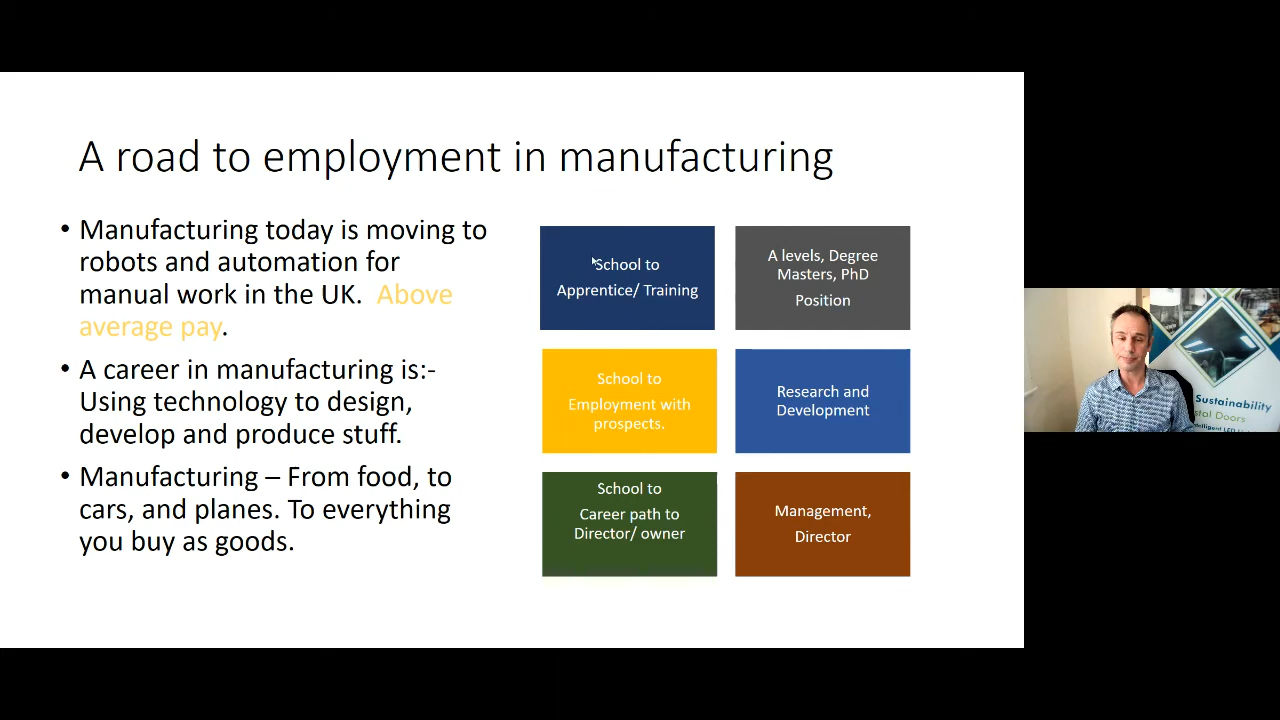 A road to employment in manufacturing
• Manufacturing today is moving to
robots and automation for
manual work in the UK. Above
average pay.
• A career in manufacturing is:-
Using technology to design,
develop and produce stuff.
• Manufacturing – From food, to
cars, and planes. To everything
you buy as goods.
School to
Apprentice/ Training
A levels, Degree
Masters, PhD
Position
School to
Employment with
prospects.
Research and
Development
School to
Career path to
Director/ owner
Management,
Director
Sustainability
stal Doors